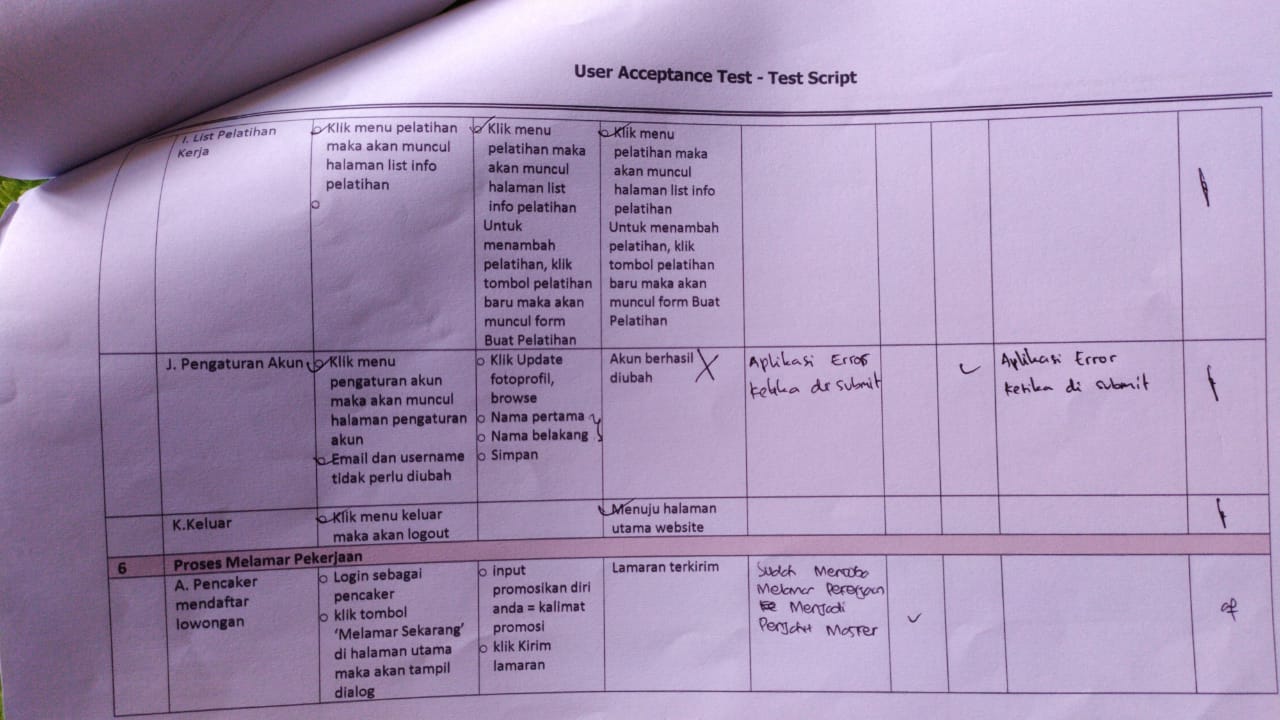 User Acceptance Test - Test Script
I. List Pelatihan
Kerja
Klik menu pelatihan
maka akan muncul
halaman list info
pelatihan
Klik menu
pelatihan maka
akan muncul
halaman list
info pelatihan
Untuk
menambah
pelatihan, klik
tombol pelatihan
baru maka akan
muncul form
Buat Pelatihan
Klik menu
pelatihan maka
akan muncul
halaman list info
pelatihan
Untuk menambah
pelatihan, klik
tombol pelatihan
baru maka akan
muncul form Buat
Pelatihan
J. Pengaturan Akun
Klik menu
pengaturan akun
maka akan muncul
halaman pengaturan
akun
Email dan username
tidak perlu diubah
Klik Update
fotoprofil,
browse
Nama pertama
Nama belakang
Simpan
Akun berhasil
diubah
Aplikasi Error
ketika di submit
Aplikasi Error
ketika di submit
K.Keluar
Klik menu keluar
maka akan logout
Menuju halaman
utama website
6 Proses Melamar Pekerjaan
A. Pencaker
mendaftar
lowongan
Login sebagai
pencaker
klik tombol
'Melamar Sekarang'
di halaman utama
maka akan tampil
dialog
input
promosikan diri
anda = kalimat
promosi
klik Kirim
lamaran
Lamaran terkirim
Sudah Mencoba
Melamar
Menjadi